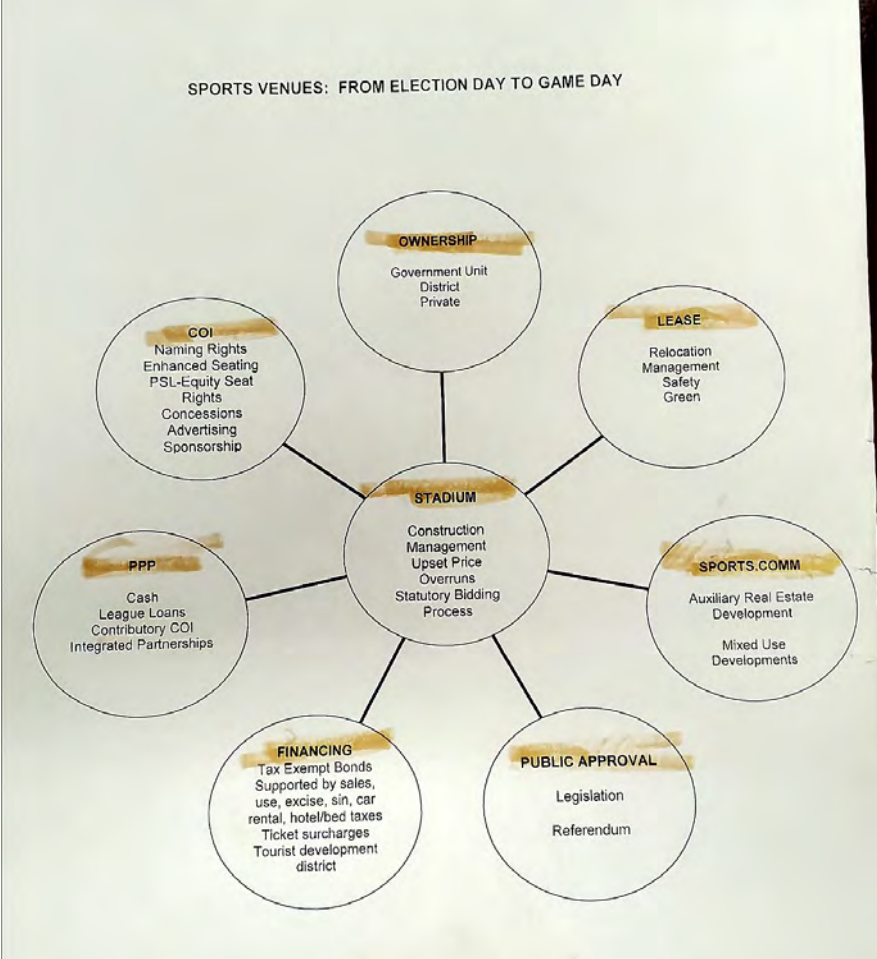 SPORTS VENUES: FROM ELECTION DAY TO GAME DAY
OWNERSHIP
Government Unit
District
Private
COI
Naming Rights
Enhanced Seating
PSL-Equity Seat
Rights
Concessions
Advertising
Sponsorship
LEASE
Relocation
Management
Safety
Green
STADIUM
Construction
Management
Upset Price
Overruns
Statutory Bidding
Process
PPP
Cash
League Loans
Contributory COI
Integrated Partnerships
SPORTS.COMM
Auxiliary Real Estate
Development
Mixed Use
Developments
FINANCING
Tax Exempt Bonds
Supported by sales,
use, excise, sin, car
rental, hotel/bed taxes
Ticket surcharges
Tourist development
district
PUBLIC APPROVAL
Legislation
Referendum